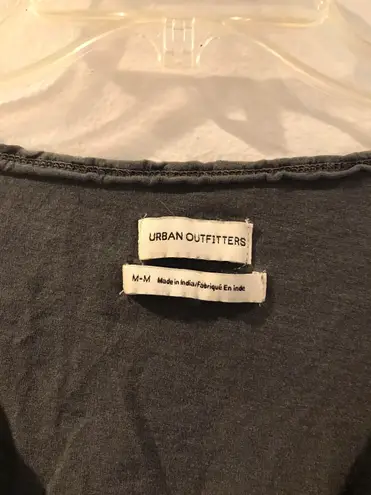 URBAN OUTFITTERS
M-M Made in India/Fabriqué En inde